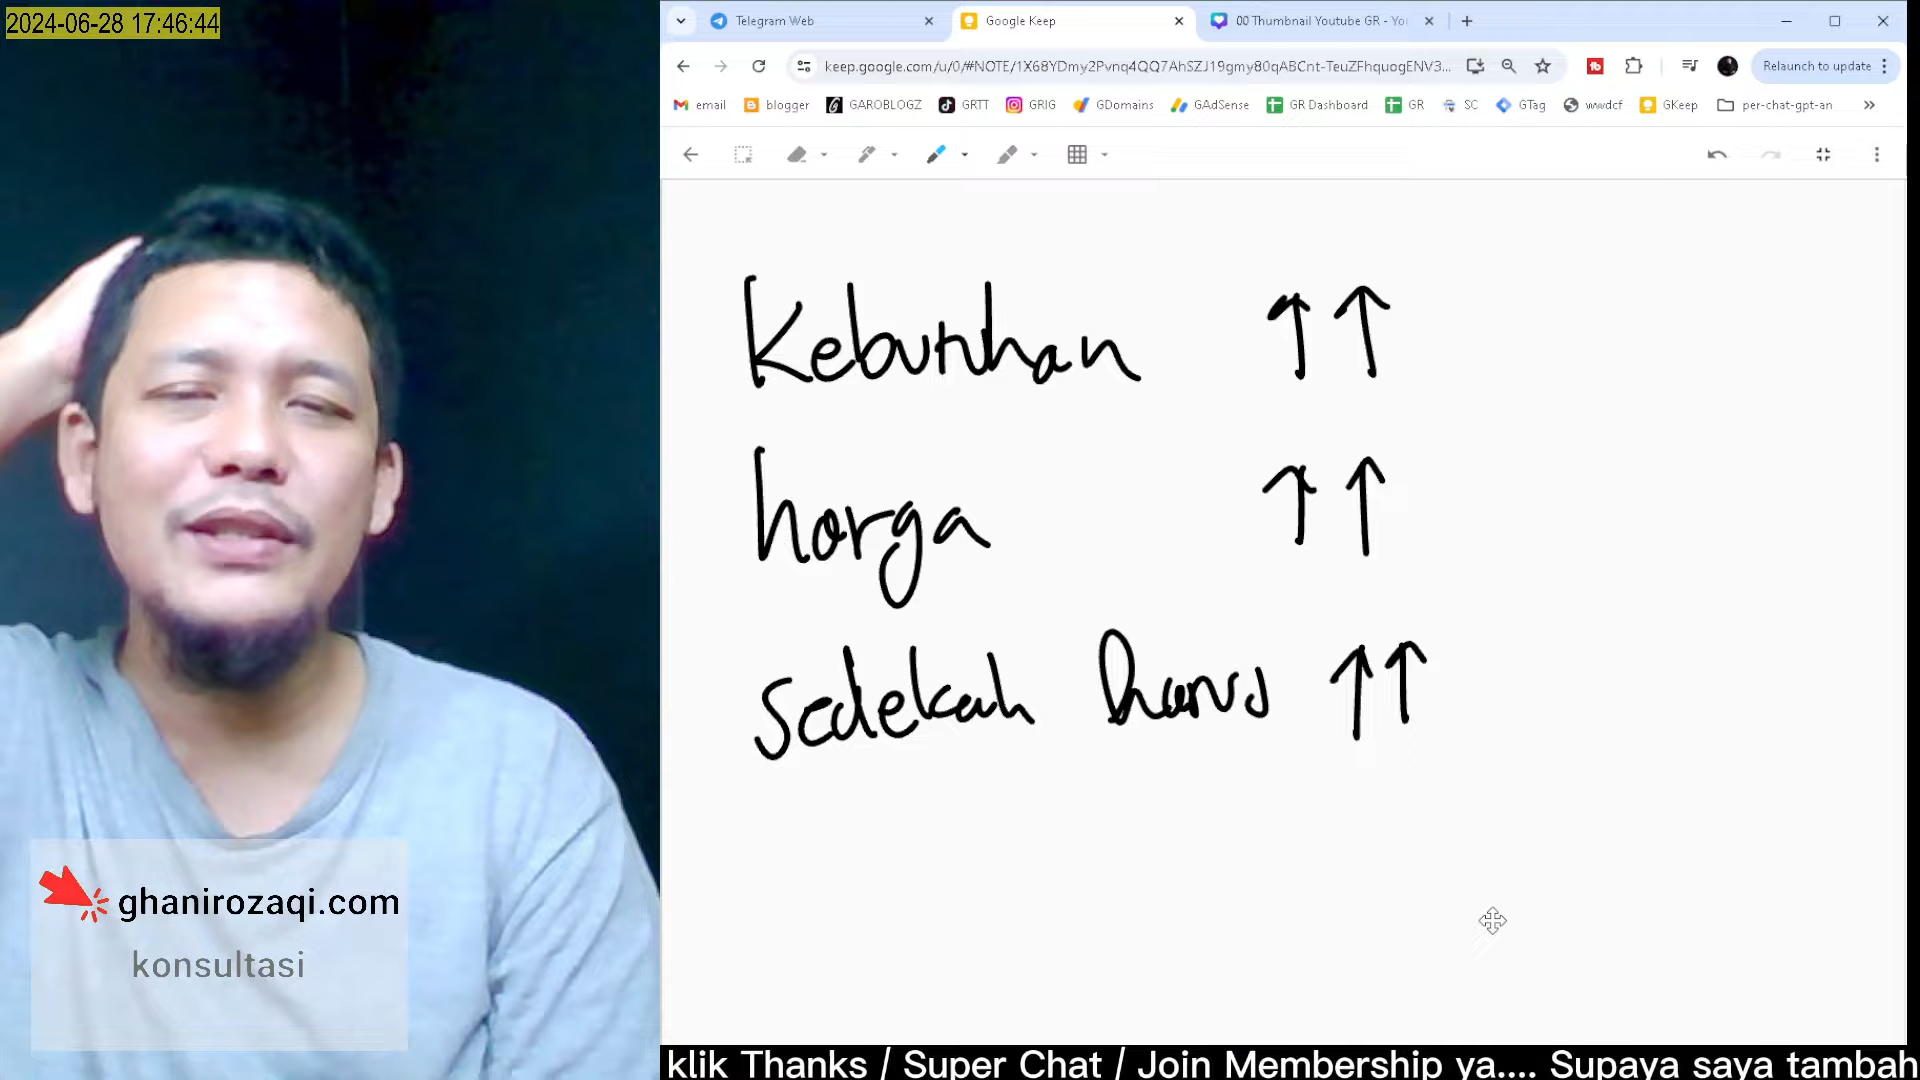 2024-06-28 17:46:44
Telegram Web
Google Keep
00 Thumbnail Youtube GR - Yo
keep.google.com/u/0/#NOTE/1X68YDmy2Pvnq4QQ7AhSZJ19gmy80qABCnt-TeuZFhquogENV3...
Relaunch to update
email
blogger
GAROBLOGZ
GRTT
GRIG
GDomains
GAdSense
GR Dashboard
GR
SC
GTag
wwdcf
GKeep
per-chat-gpt-an
Kebutuhan ↑↑
harga ↑↑
Sedekah harus ↑↑
ghanirozaqi.com
konsultasi
klik Thanks / Super Chat / Join Membership ya.... Supaya saya tambah